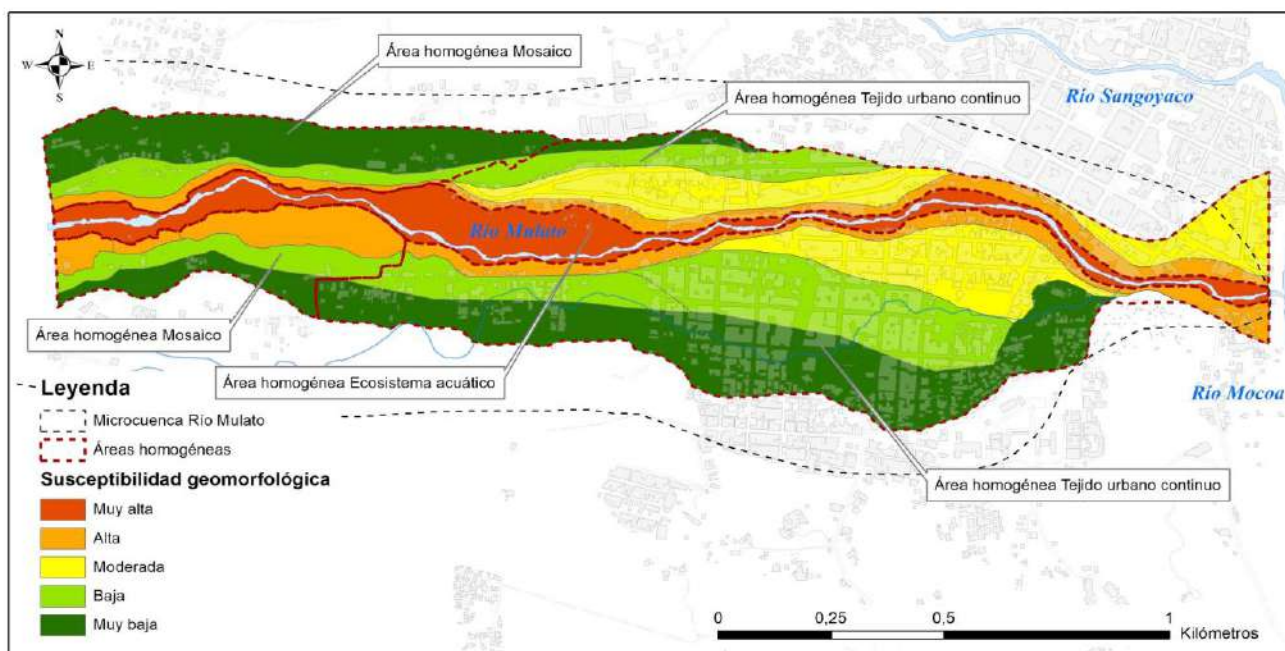 N
W E
S
Área homogénea Mosaico
Área homogénea Tejido urbano continuo
Río Sangoyaco
Río Mulato
Área homogénea Mosaico
Área homogénea Ecosistema acuático
Río Mocoa
Área homogénea Tejido urbano continuo
Leyenda
Microcuenca Río Mulato
Áreas homogéneas
Susceptibilidad geomorfológica
Muy alta
Alta
Moderada
Baja
Muy baja
0 0,25 0,5 1
Kilómetros